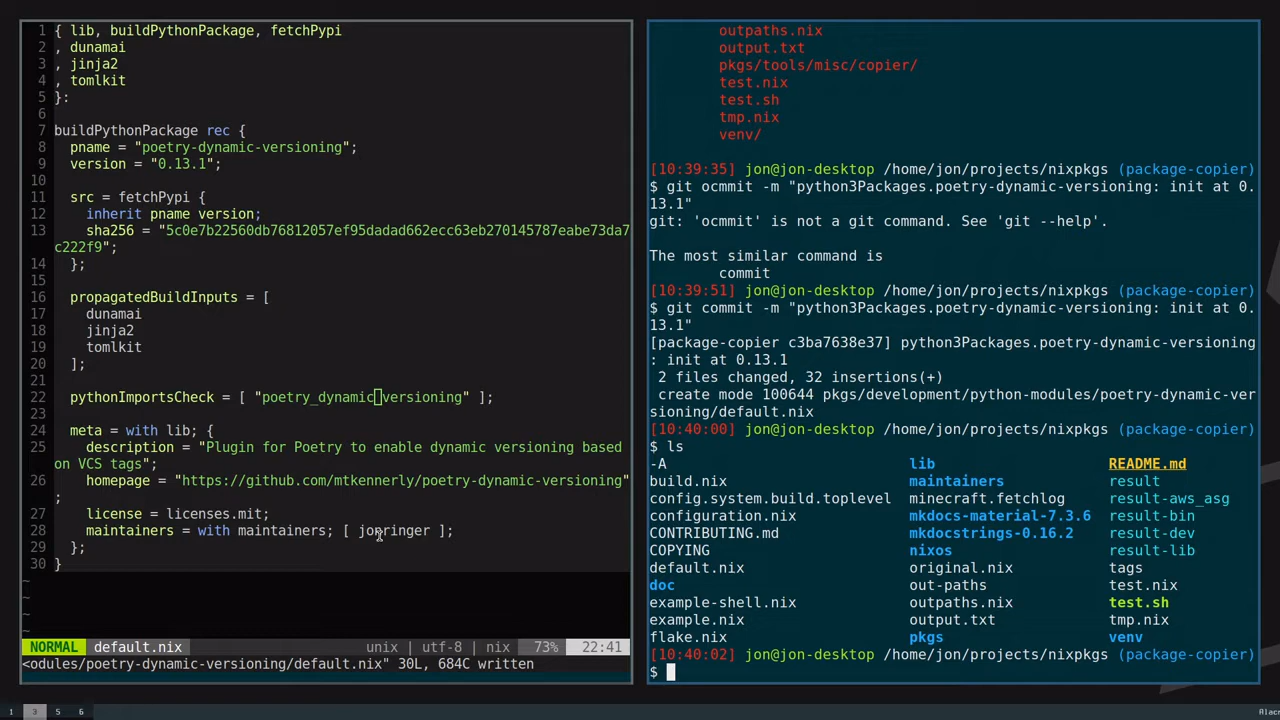 1 { lib, buildPythonPackage, fetchPypi
2 , dunamai
3 , jinja2
4 , tomlkit
5 }:
6
7 buildPythonPackage rec {
8   pname = "poetry-dynamic-versioning";
9   version = "0.13.1";
10
11   src = fetchPypi {
12     inherit pname version;
13     sha256 = "5c0e7b22560db76812057ef95dadad662ecc63eb270145787eabe73da7
c222f9";
14   };
15
16   propagatedBuildInputs = [
17     dunamai
18     jinja2
19     tomlkit
20   ];
21
22   pythonImportsCheck = [ "poetry_dynamic_versioning" ];
23
24   meta = with lib; {
25     description = "Plugin for Poetry to enable dynamic versioning based
on VCS tags";
26     homepage = "https://github.com/mtkennerly/poetry-dynamic-versioning"
;
27     license = licenses.mit;
28     maintainers = with maintainers; [ jonringer ];
29   };
30 }
~
~
~
~
NORMAL default.nix unix | utf-8 | nix 73% 22:41
<odules/poetry-dynamic-versioning/default.nix" 30L, 684C written
outpaths.nix
output.txt
pkgs/tools/misc/copier/
test.nix
test.sh
tmp.nix
venv/
[10:39:35] jon@jon-desktop /home/jon/projects/nixpkgs (package-copier)
$ git ocmmit -m "python3Packages.poetry-dynamic-versioning: init at 0.
13.1"
git: 'ocmmit' is not a git command. See 'git --help'.
The most similar command is
commit
[10:39:51] jon@jon-desktop /home/jon/projects/nixpkgs (package-copier)
$ git commit -m "python3Packages.poetry-dynamic-versioning: init at 0.
13.1"
[package-copier c3ba7638e37] python3Packages.poetry-dynamic-versioning
: init at 0.13.1
2 files changed, 32 insertions(+)
create mode 100644 pkgs/development/python-modules/poetry-dynamic-ver
sioning/default.nix
[10:40:00] jon@jon-desktop /home/jon/projects/nixpkgs (package-copier)
$ ls
-A lib README.md
build.nix maintainers result
config.system.build.toplevel minecraft.fetchlog result-aws_asg
configuration.nix mkdocs-material-7.3.6 result-bin
CONTRIBUTING.md mkdocstrings-0.16.2 result-dev
COPYING nixos result-lib
default.nix original.nix tags
doc out-paths test.nix
example-shell.nix outpaths.nix test.sh
example.nix output.txt tmp.nix
flake.nix pkgs venv
[10:40:02] jon@jon-desktop /home/jon/projects/nixpkgs (package-copier)
$
1 3 5 6 Alacr